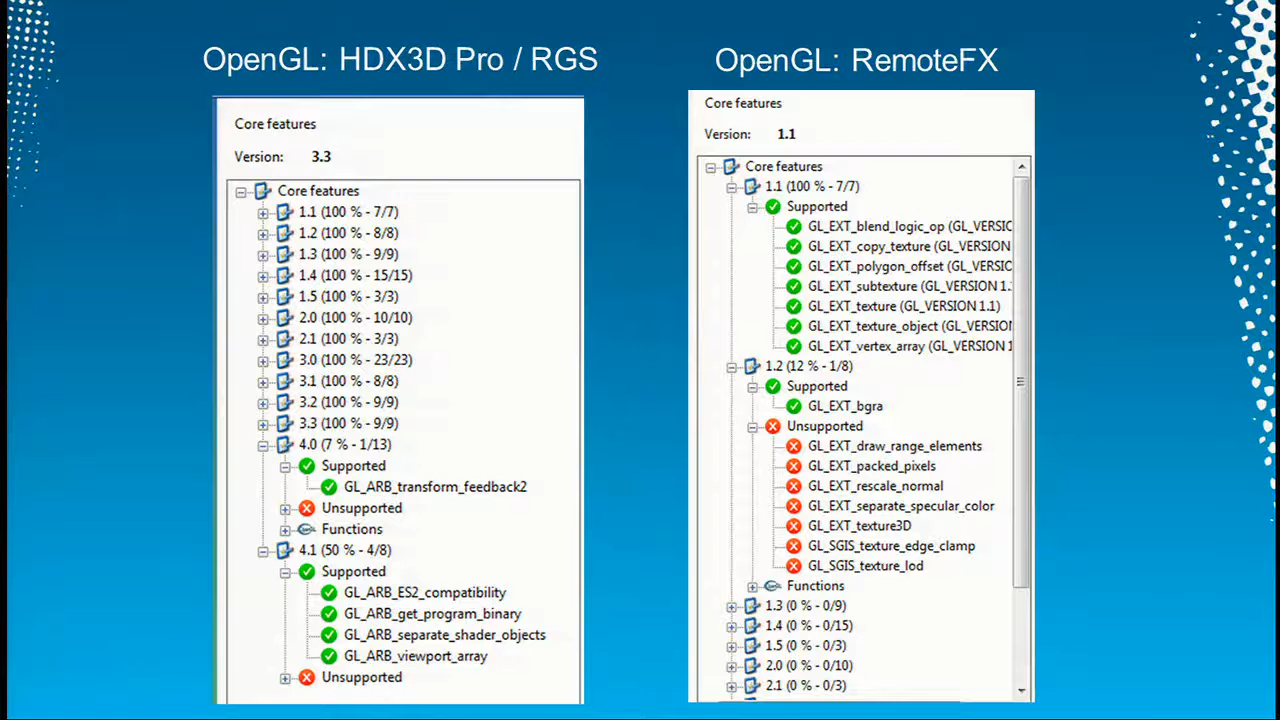 OpenGL: HDX3D Pro / RGS
Core features
Version: 3.3
Core features
1.1 (100 % - 7/7)
1.2 (100 % - 8/8)
1.3 (100 % - 9/9)
1.4 (100 % - 15/15)
1.5 (100 % - 3/3)
2.0 (100 % - 10/10)
2.1 (100 % - 3/3)
3.0 (100 % - 23/23)
3.1 (100 % - 8/8)
3.2 (100 % - 9/9)
3.3 (100 % - 9/9)
4.0 (7 % - 1/13)
Supported
GL_ARB_transform_feedback2
Unsupported
Functions
4.1 (50 % - 4/8)
Supported
GL_ARB_ES2_compatibility
GL_ARB_get_program_binary
GL_ARB_separate_shader_objects
GL_ARB_viewport_array
Unsupported
OpenGL: RemoteFX
Core features
Version: 1.1
Core features
1.1 (100 % - 7/7)
Supported
GL_EXT_blend_logic_op (GL_VERSIC
GL_EXT_copy_texture (GL_VERSION
GL_EXT_polygon_offset (GL_VERSIC
GL_EXT_subtexture (GL_VERSION 1.
GL_EXT_texture (GL_VERSION 1.1)
GL_EXT_texture_object (GL_VERSION
GL_EXT_vertex_array (GL_VERSION 1
1.2 (12 % - 1/8)
Supported
GL_EXT_bgra
Unsupported
GL_EXT_draw_range_elements
GL_EXT_packed_pixels
GL_EXT_rescale_normal
GL_EXT_separate_specular_color
GL_EXT_texture3D
GL_SGIS_texture_edge_clamp
GL_SGIS_texture_lod
Functions
1.3 (0 % - 0/9)
1.4 (0 % - 0/15)
1.5 (0 % - 0/3)
2.0 (0 % - 0/10)
2.1 (0 % - 0/3)